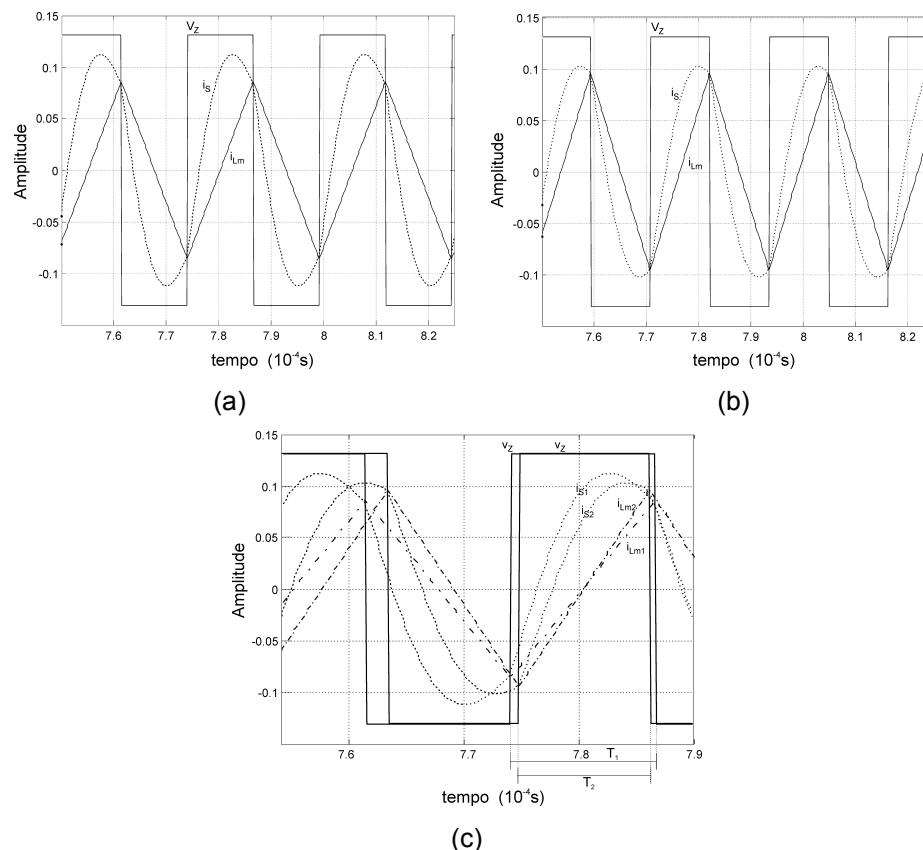 0.15
0.1
0.05
0
-0.05
-0.1
Amplitude
V_Z
i_S
i_Lm
7.6 7.7 7.8 7.9 8 8.1 8.2
tempo (10^-4 s)
(a)
0.15
0.1
0.05
0
-0.05
-0.1
Amplitude
V_Z
i_S
i_Lm
7.6 7.7 7.8 7.9 8 8.1 8.2
tempo (10^-4 s)
(b)
0.15
0.1
0.05
0
-0.05
-0.1
Amplitude
v_Z v_Z
i_S1
i_S2
i_Lm2
i_Lm1
7.6 7.7 7.8 7.9
T_1
T_2
tempo (10^-4 s)
(c)